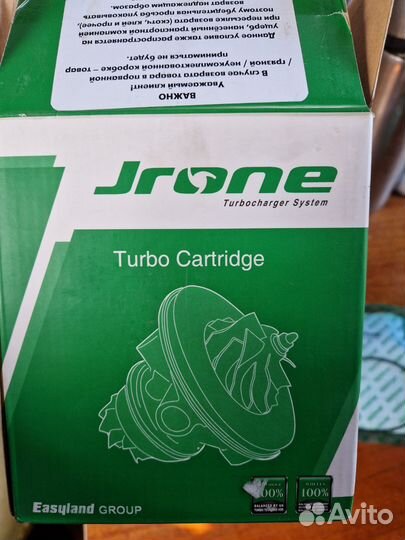 ВАЖНО
Уважаемый клиент!
В случае возврата товара в порванной
/ грязной / неукомплектованной коробке – товар
приниматься не будет.
Данное условие также распространяется на
ущерб, нанесённый транспортной компанией
при пересылке возврата (скотч, клей и прочее),
поэтому убедительная просьба упаковывать
возврат надлежащим образом.
Jrone
Turbocharger System
Turbo Cartridge
Easyland GROUP
100%
100%
Avito